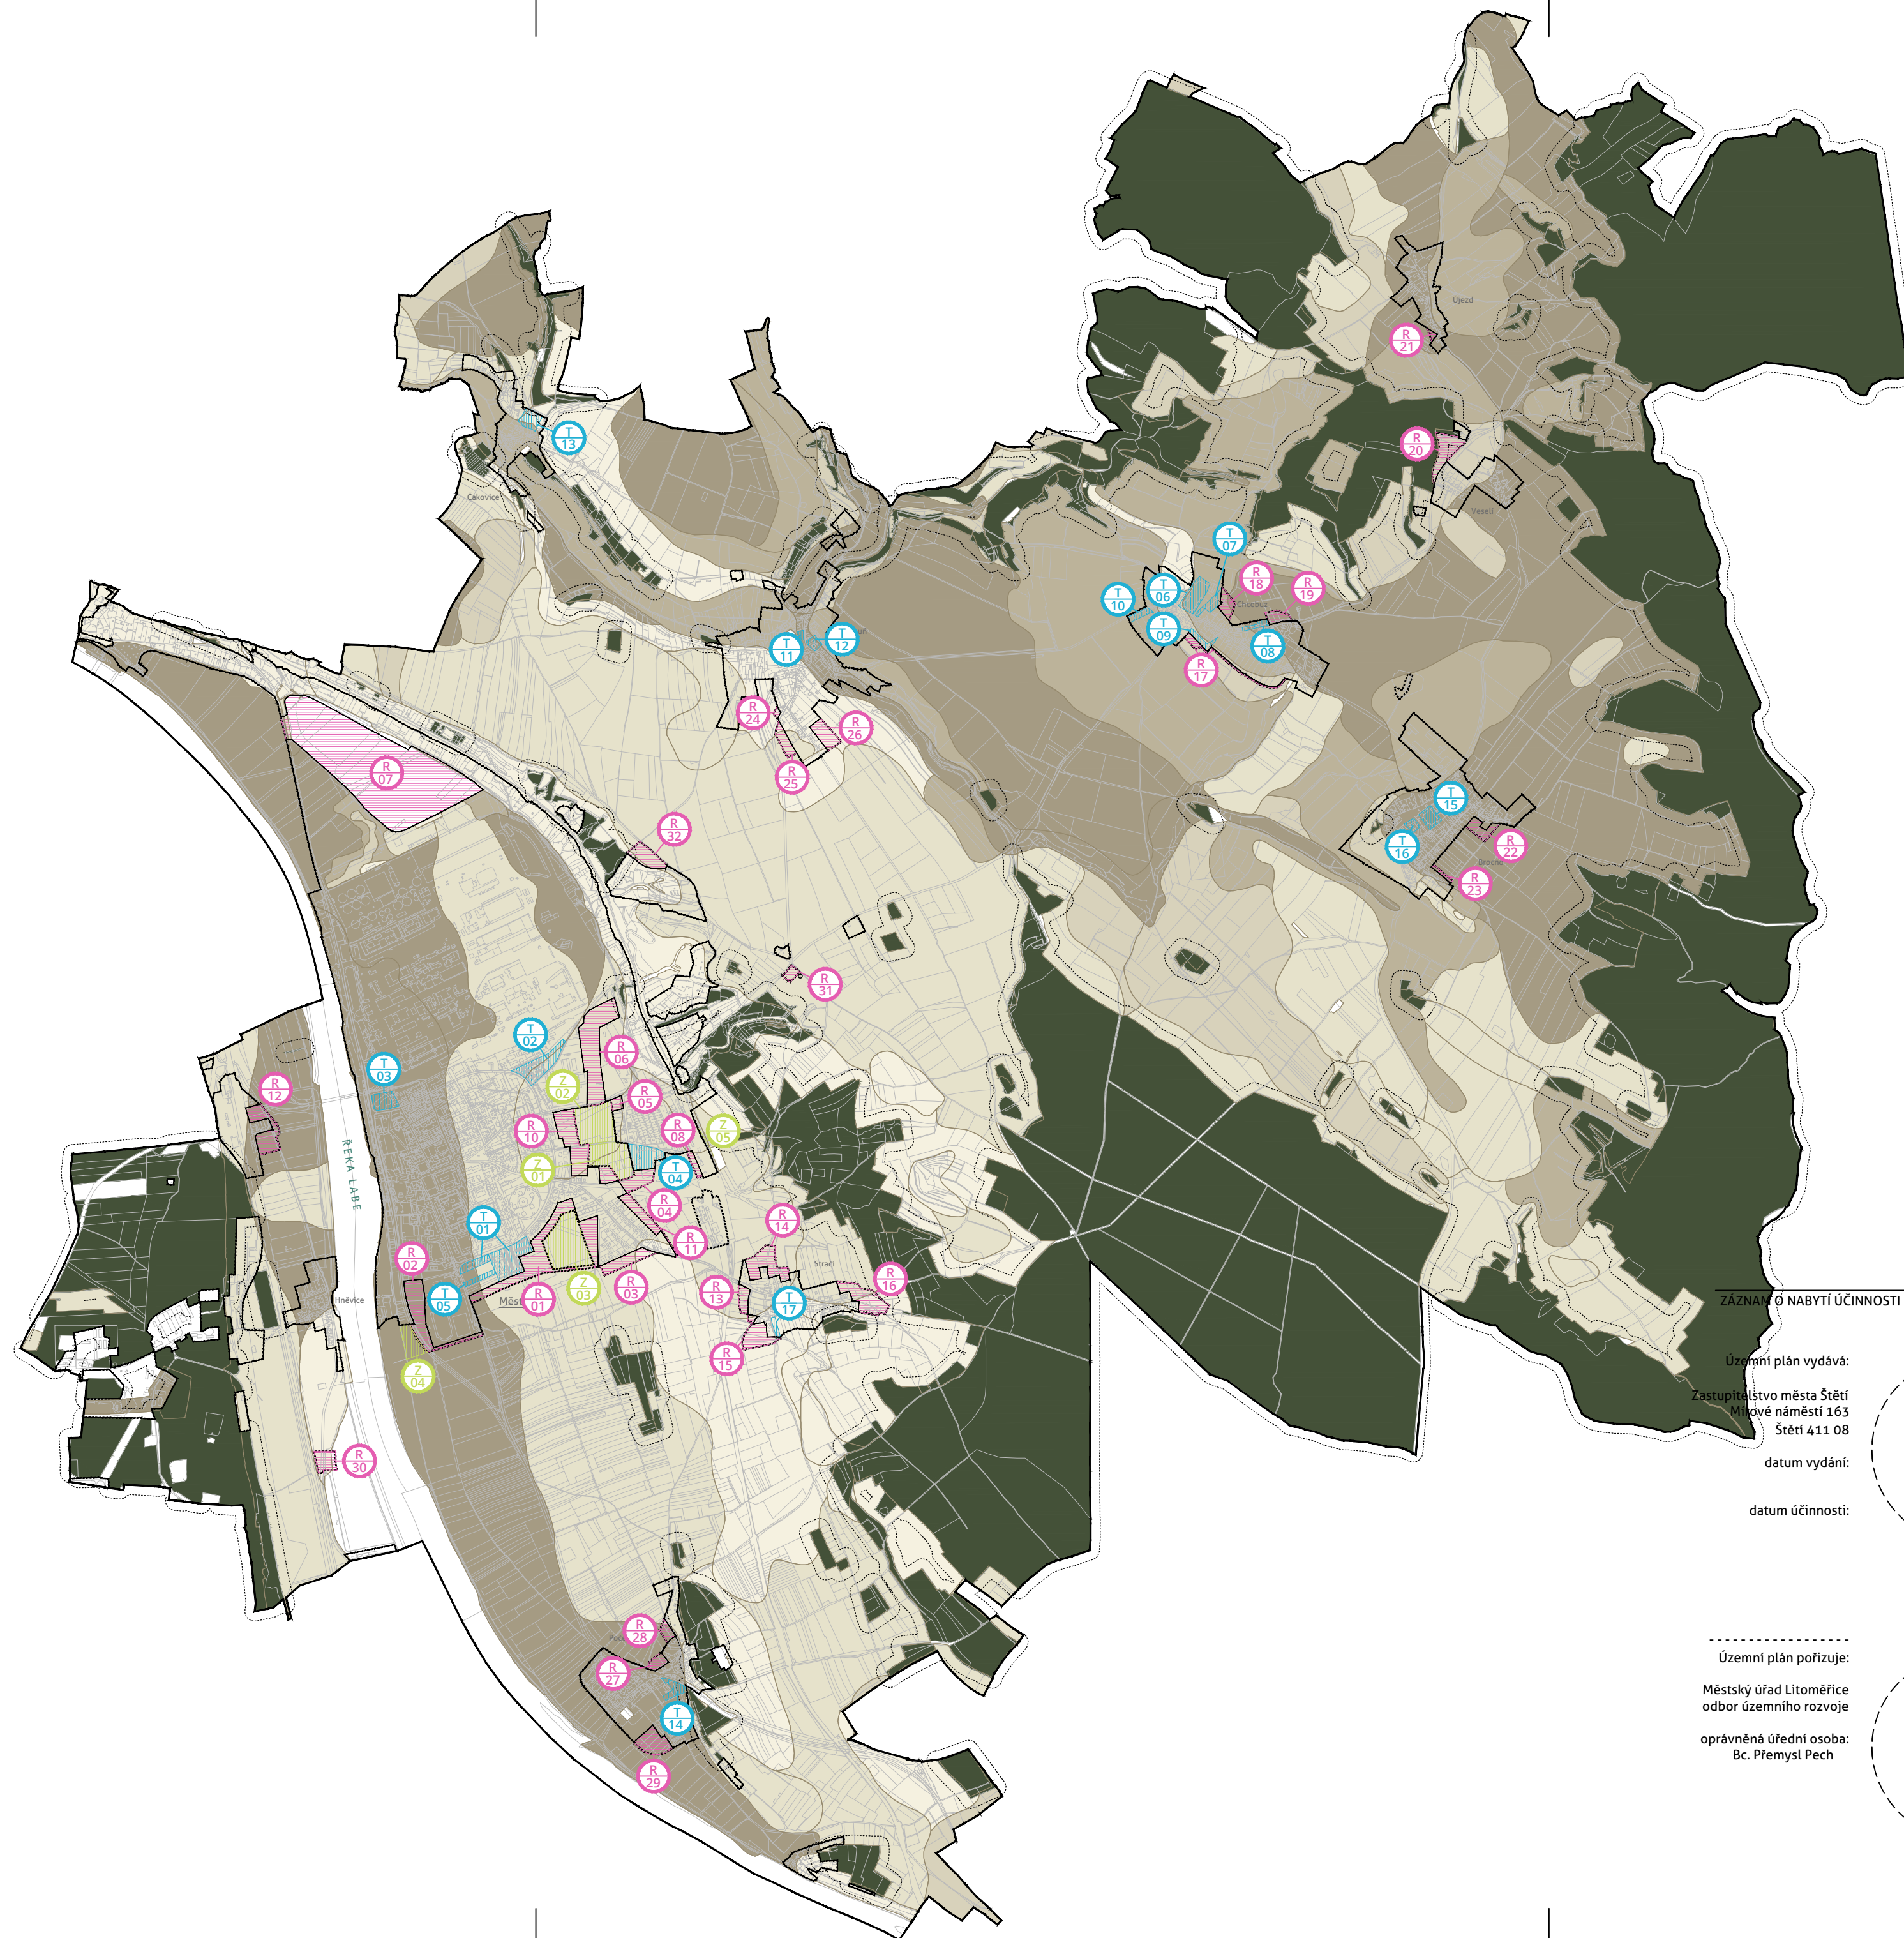 Újezd
R
21
T
13
R
20
Čakovice
Veselí
T
07
R
18
R
19
T
10
T
06
Chcebuz
T
09
T
08
T
12
T
11
R
17
R
24
R
26
R
07
R
25
T
15
R
32
T
16
R
22
Brocno
R
23
R
31
T
02
R
06
T
03
Z
02
R
12
R
05
R
10
R
08
Z
05
ŘEKA LABE
Z
01
T
04
R
04
T
01
R
14
R
11
R
02
Stračí
R
16
R
03
Z
03
R
13
T
05
R
01
Hněvice
Měst
T
17
ZÁZNAM O NABYTÍ ÚČINNOSTI
R
15
Územní plán vydává:
Z
04
Zastupitelstvo města Štětí
Mírové náměstí 163
Štětí 411 08
R
30
datum vydání:
datum účinnosti:
R
28
Územní plán pořizuje:
R
27
Městský úřad Litoměřice
odbor územního rozvoje
T
14
oprávněná úřední osoba:
Bc. Přemysl Pech
R
29